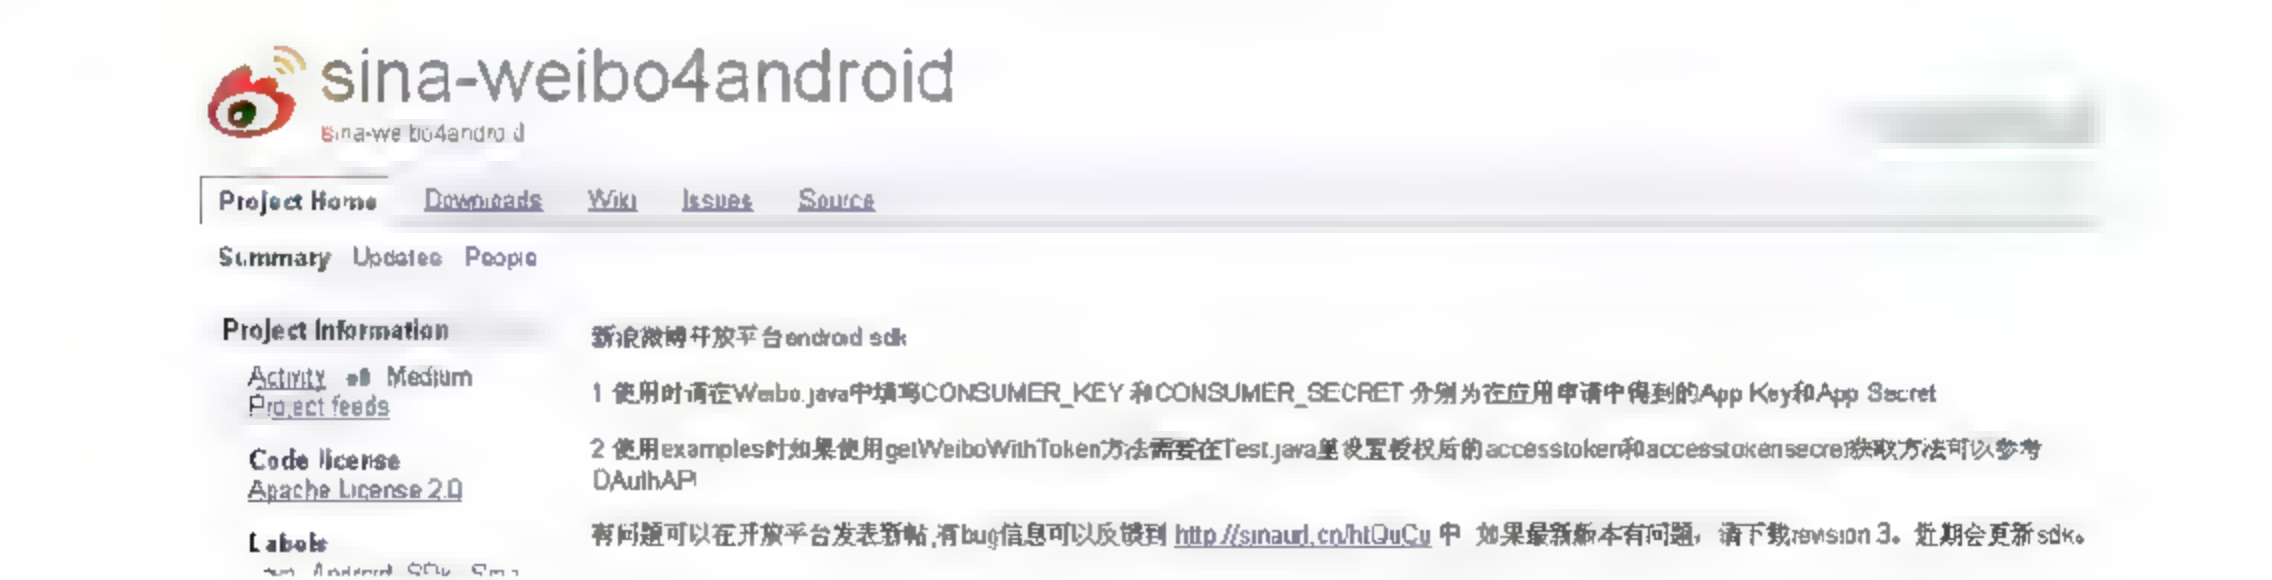 sina-weibo4android
sina-weibo4android
Project Home Downloads Wiki Issues Source
Summary Updates People
Project Information
Activity Medium
Project feeds
Code license
Apache License 2.0
Labels
Android, SDK, Sina
新浪微博开放平台android sdk
1 使用时请在Weibo.java中填写CONSUMER_KEY 和CONSUMER_SECRET 分别为在应用申请中得到的App Key和App Secret
2 使用examples时如果使用getWeiboWithToken方法需要在Test.java里设置授权后的accesstoken和accesstokensecret获取方法可以参考
OAuthAPI
有问题可以在开放平台发表新帖,有bug信息可以反馈到 http://sinaurl.cn/htQuCu 中 如果最新版本有问题，请下载revision 3。近期会更新sdk。